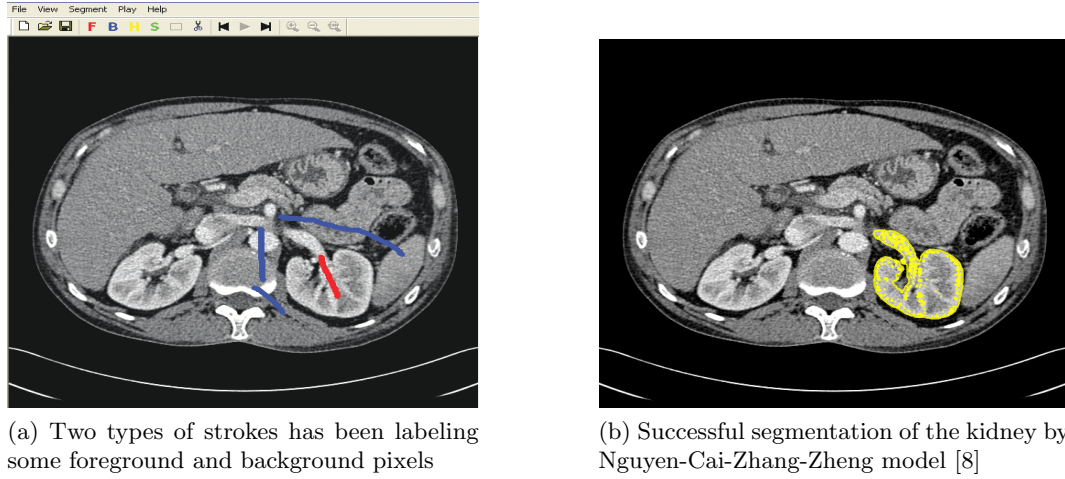 File View Segment Play Help
F B H S
(a) Two types of strokes has been labeling
some foreground and background pixels
(b) Successful segmentation of the kidney by
Nguyen-Cai-Zhang-Zheng model [8]